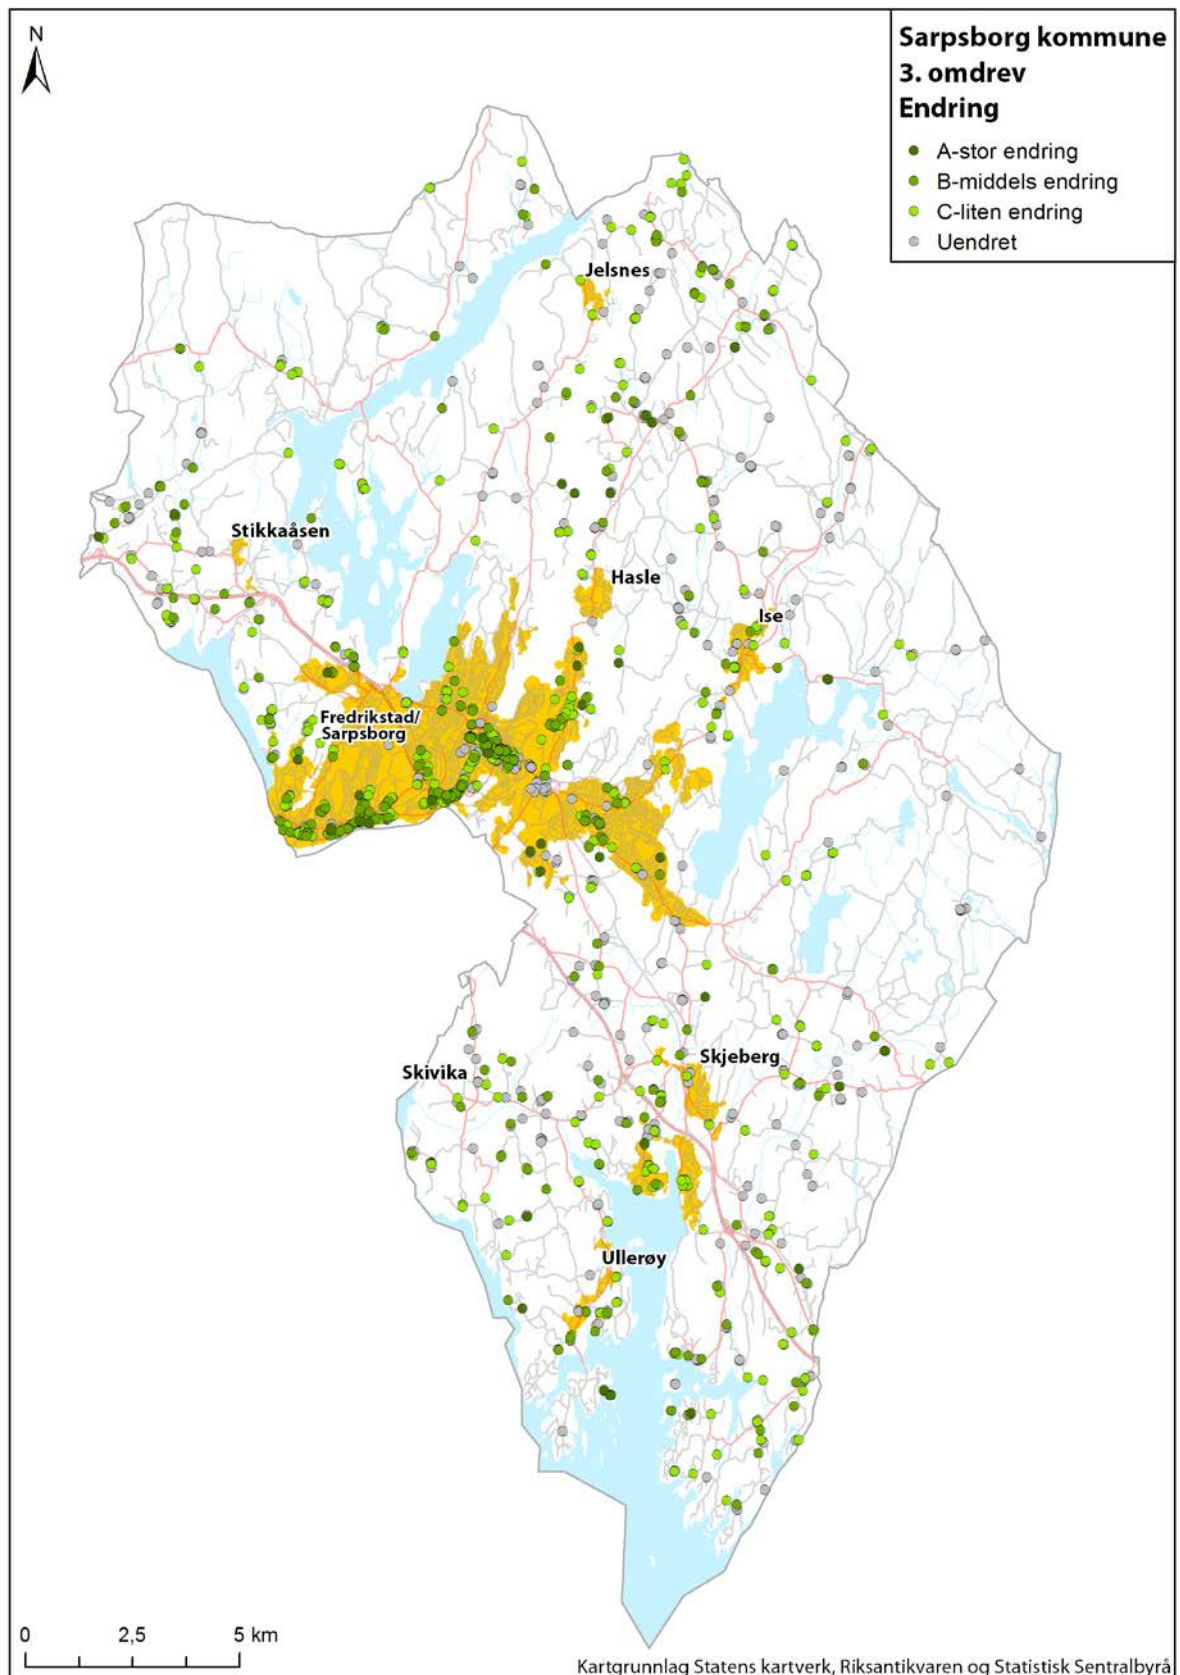 N
Sarpsborg kommune
3. omdrev
Endring
A-stor endring
B-middels endring
C-liten endring
Uendret
Jelsnes
Stikkaåsen
Hasle
Ise
Fredrikstad/
Sarpsborg
Skjeberg
Skivika
Ullerøy
0 2,5 5 km
Kartgrunnlag Statens kartverk, Riksantikvaren og Statistisk Sentralbyrå